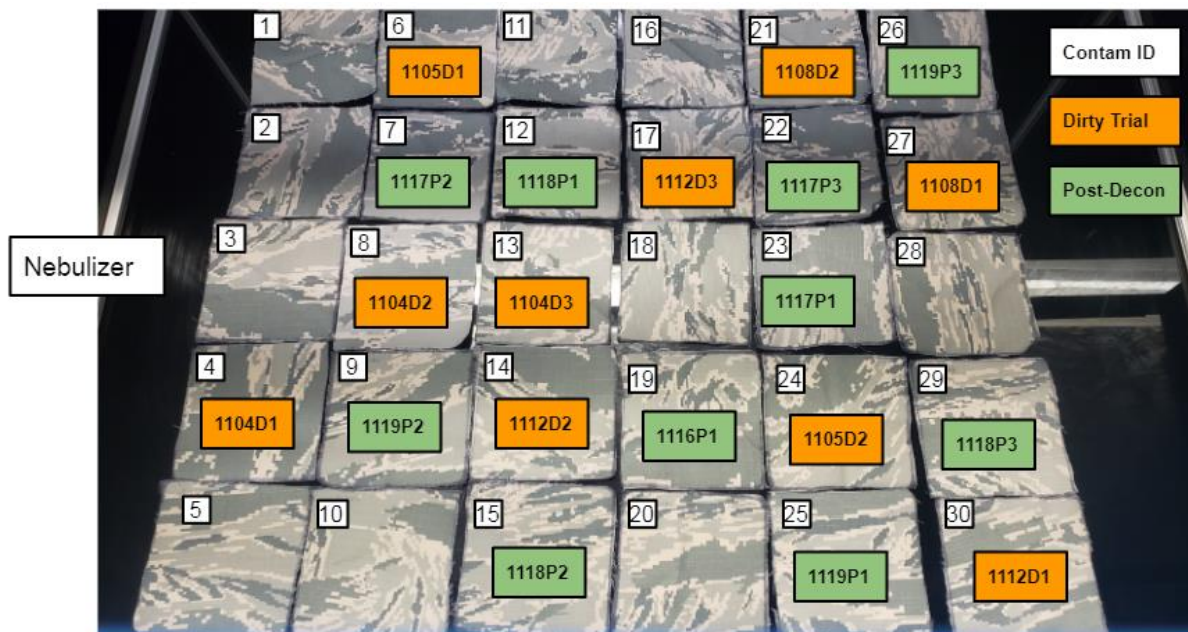 1
6
11
16
21
26
Contam ID
1105D1
1108D2
1119P3
Dirty Trial
2
7
12
17
22
27
1117P2
1118P1
1112D3
1117P3
1108D1
Post-Decon
3
8
13
18
23
28
Nebulizer
1104D2
1104D3
1117P1
4
9
14
19
24
29
1104D1
1119P2
1112D2
1116P1
1105D2
1118P3
5
10
15
20
25
30
1118P2
1119P1
1112D1